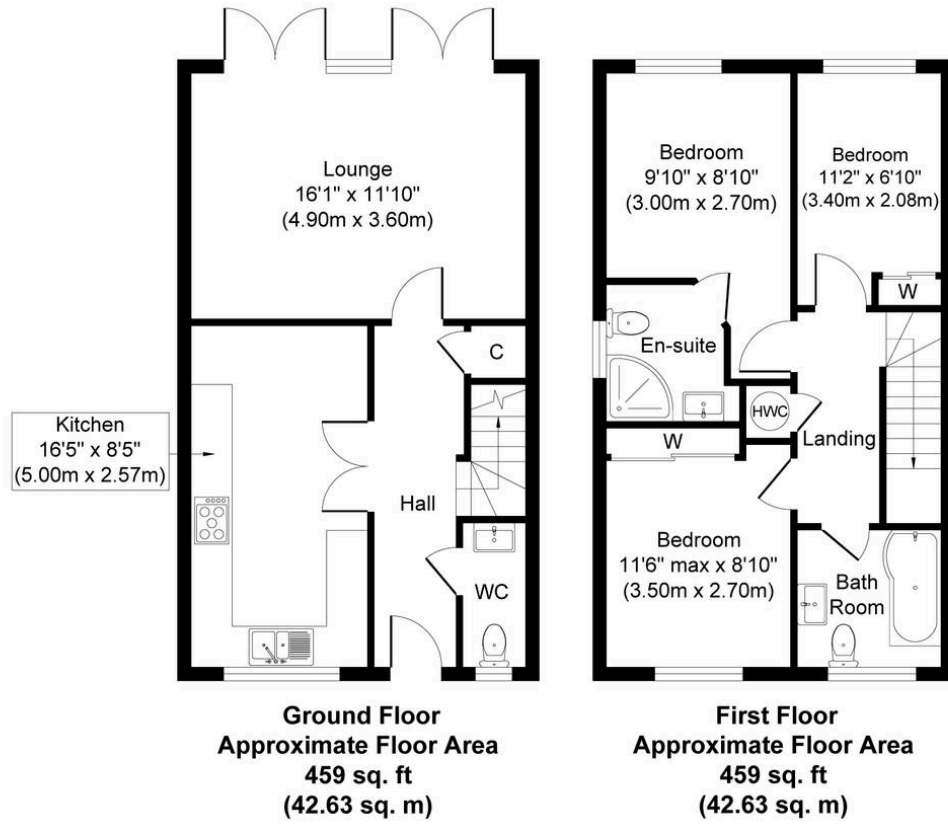 Lounge
16'1" x 11'10"
(4.90m x 3.60m)
C
Kitchen
16'5" x 8'5"
(5.00m x 2.57m)
Hall
WC
Ground Floor
Approximate Floor Area
459 sq. ft
(42.63 sq. m)
Bedroom
9'10" x 8'10"
(3.00m x 2.70m)
Bedroom
11'2" x 6'10"
(3.40m x 2.08m)
W
En-suite
HWC
W
Landing
Bedroom
11'6" max x 8'10"
(3.50m x 2.70m)
Bath
Room
First Floor
Approximate Floor Area
459 sq. ft
(42.63 sq. m)